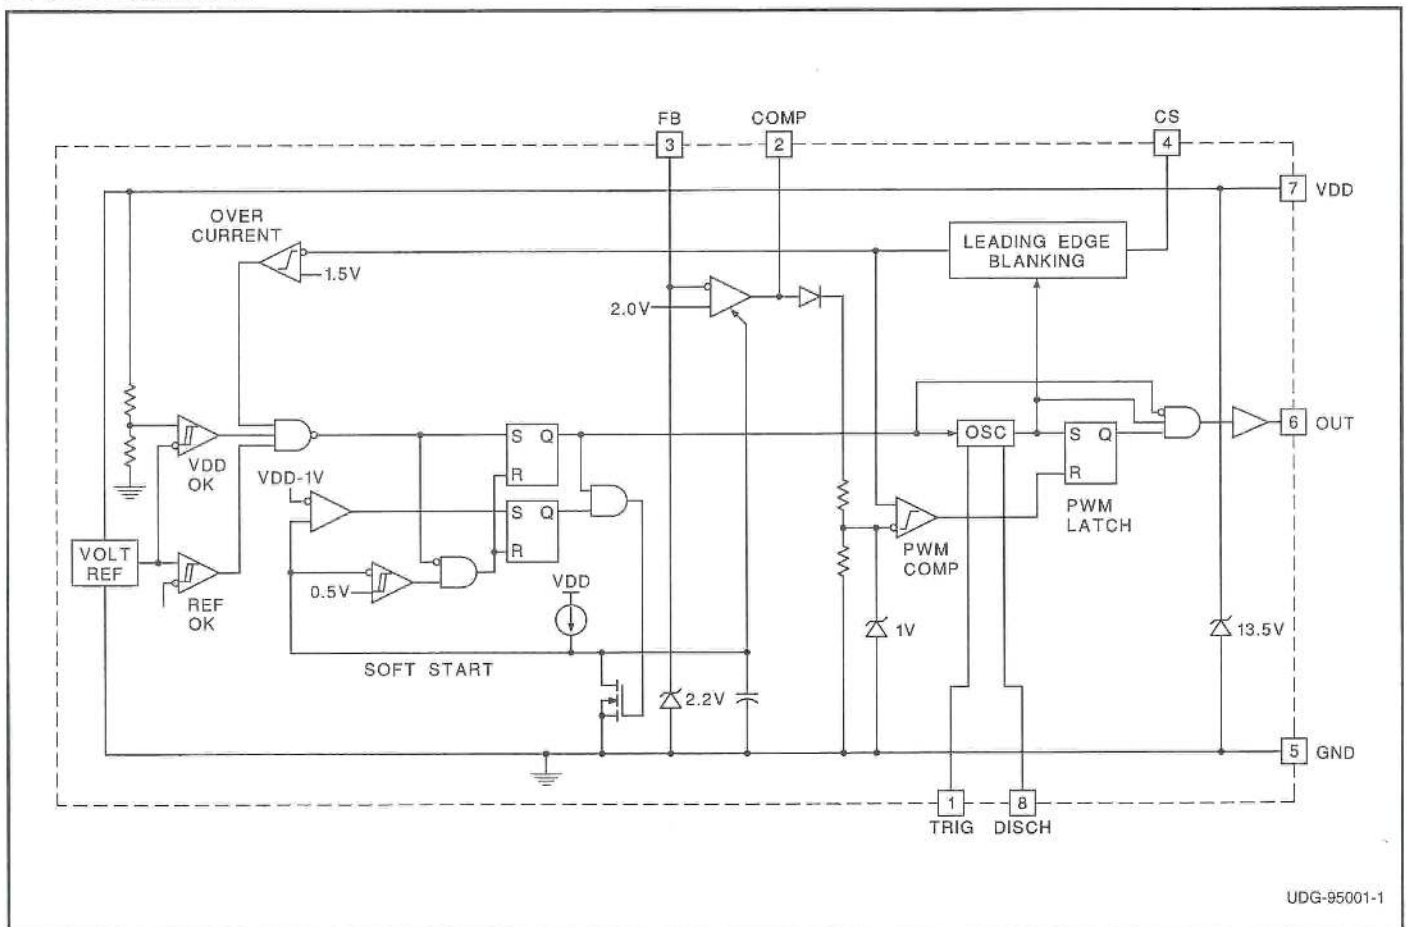 FB
COMP
CS
3
2
4
7
VDD
OVER
CURRENT
1.5V
LEADING EDGE
BLANKING
2.0V
VDD
OK
VDD-1V
S
Q
R
OSC
S
Q
R
6
OUT
PWM
LATCH
S
Q
R
PWM
COMP
VOLT
REF
0.5V
VDD
REF
OK
1V
13.5V
SOFT START
2.2V
5
GND
1
8
TRIG
DISCH
UDG-95001-1